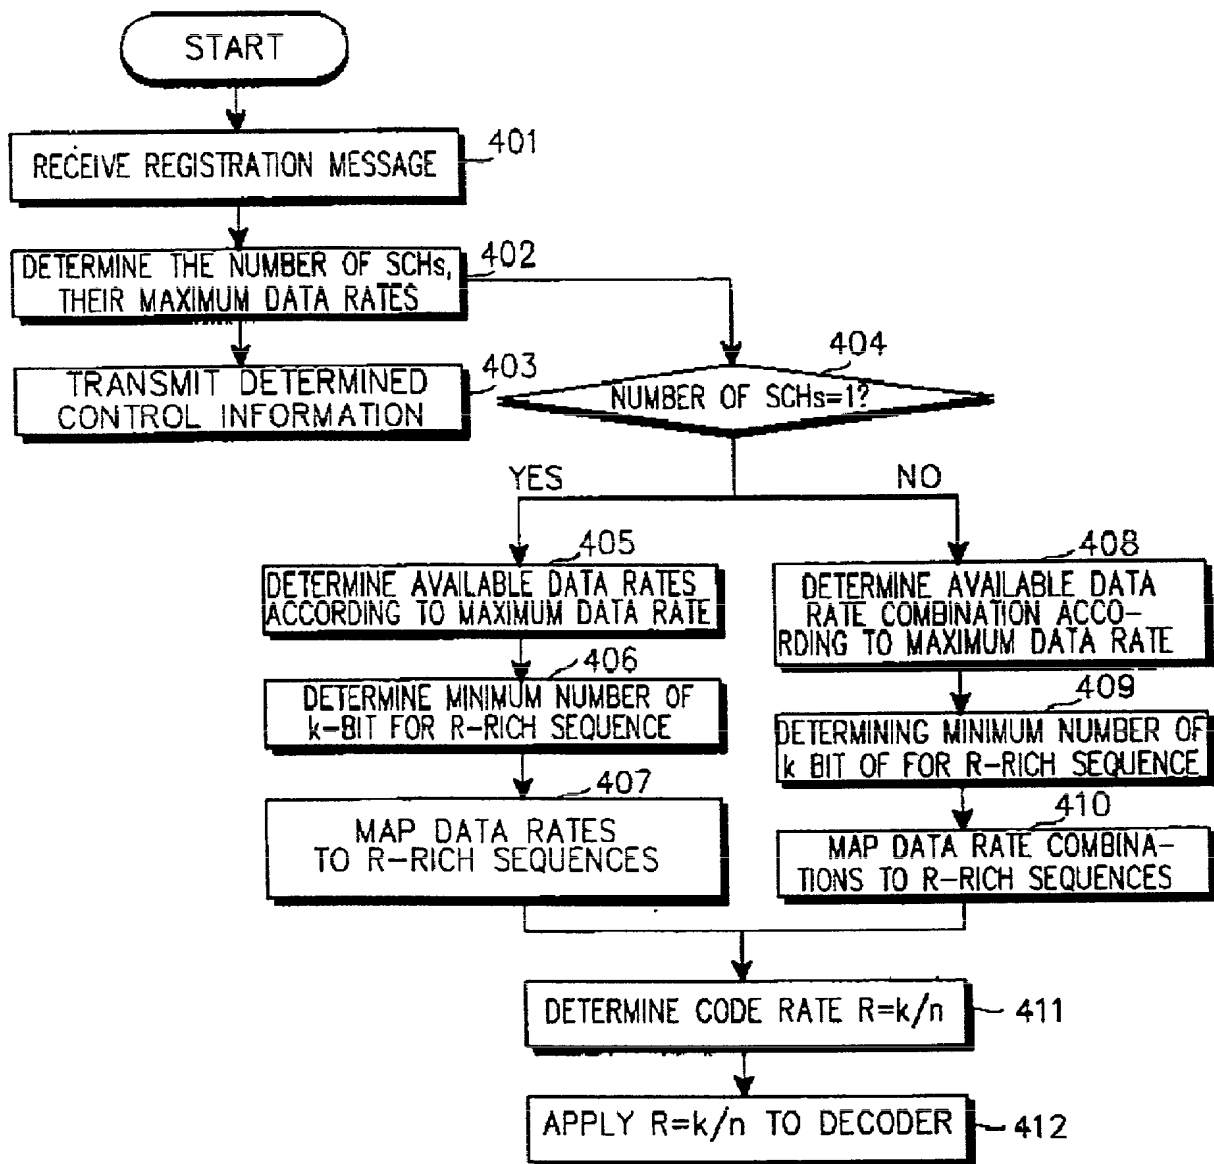 START
401
RECEIVE REGISTRATION MESSAGE
402
DETERMINE THE NUMBER OF SCHs,
THEIR MAXIMUM DATA RATES
403
TRANSMIT DETERMINED
CONTROL INFORMATION
404
NUMBER OF SCHs=1?
YES
NO
405
DETERMINE AVAILABLE DATA RATES
ACCORDING TO MAXIMUM DATA RATE
406
DETERMINE MINIMUM NUMBER OF
k-BIT FOR R-RICH SEQUENCE
407
MAP DATA RATES
TO R-RICH SEQUENCES
408
DETERMINE AVAILABLE DATA
RATE COMBINATION ACCO-
RDING TO MAXIMUM DATA RATE
409
DETERMINING MINIMUM NUMBER OF
k BIT OF FOR R-RICH SEQUENCE
410
MAP DATA RATE COMBINA-
TIONS TO R-RICH SEQUENCES
DETERMINE CODE RATE R=k/n
411
APPLY R=k/n TO DECODER
412